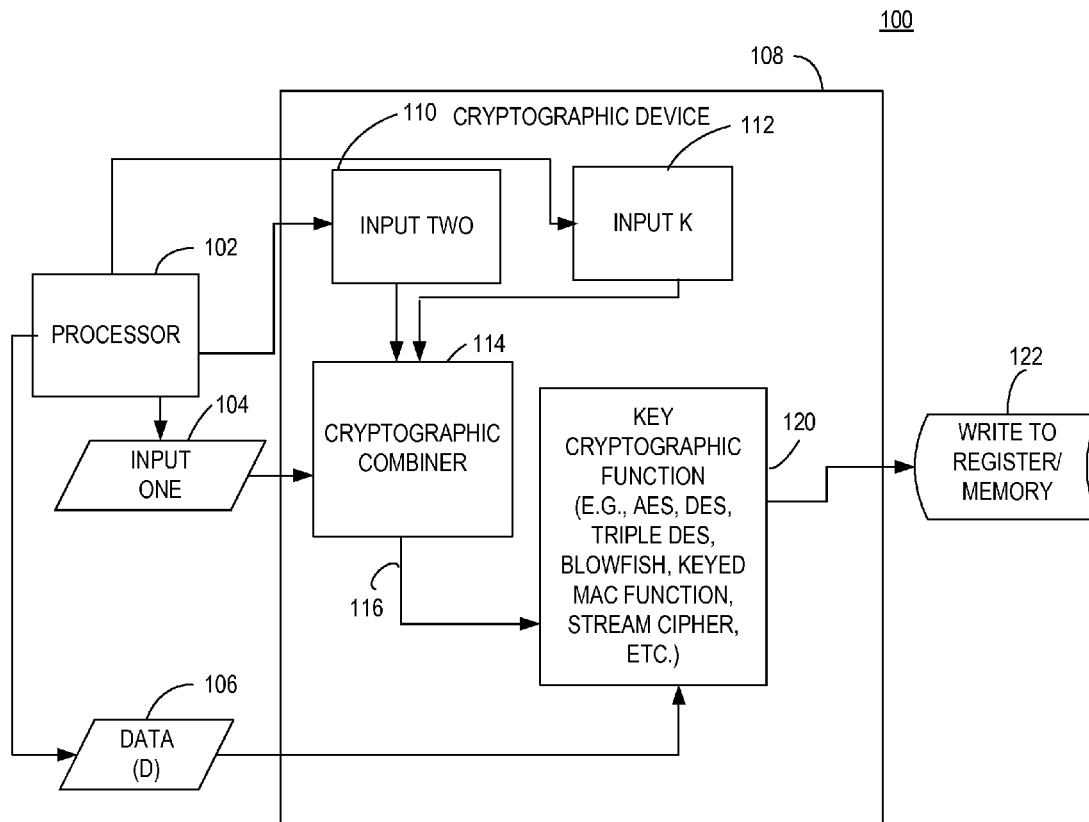 100
108
CRYPTOGRAPHIC DEVICE
110
112
INPUT TWO
INPUT K
102
PROCESSOR
114
CRYPTOGRAPHIC
COMBINER
104
INPUT
ONE
KEY
CRYPTOGRAPHIC
FUNCTION
(E.G., AES, DES,
TRIPLE DES,
BLOWFISH, KEYED
MAC FUNCTION,
STREAM CIPHER,
ETC.)
120
122
WRITE TO
REGISTER/
MEMORY
116
106
DATA
(D)